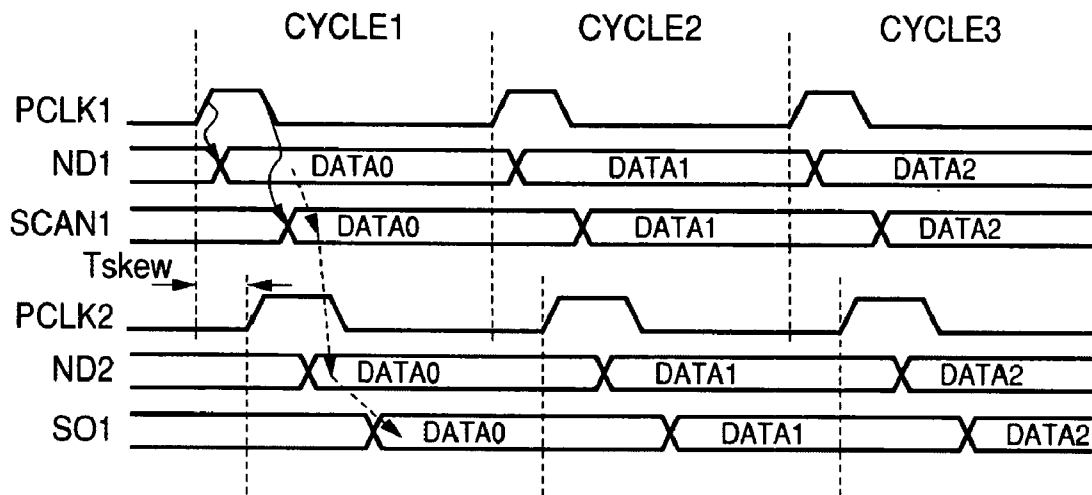 CYCLE1 CYCLE2 CYCLE3
PCLK1
ND1 DATA0 DATA1 DATA2
SCAN1 DATA0 DATA1 DATA2
Tskew
PCLK2
ND2 DATA0 DATA1 DATA2
SO1 DATA0 DATA1 DATA2